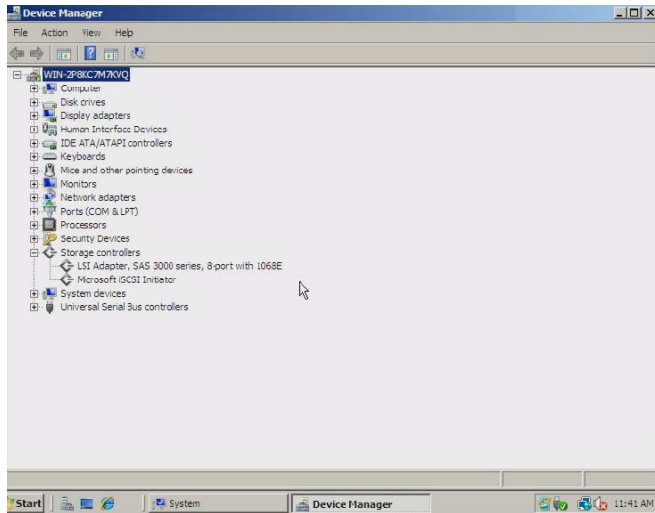 Device Manager
File Action View Help
WIN-2P8KC7M7KVQ
Computer
Disk drives
Display adapters
Human Interface Devices
IDE ATA/ATAPI controllers
Keyboards
Mice and other pointing devices
Monitors
Network adapters
Ports (COM & LPT)
Processors
Security Devices
Storage controllers
LSI Adapter, SAS 3000 series, 8-port with 1068E
Microsoft iSCSI Initiator
System devices
Universal Serial Bus controllers
Start System Device Manager 11:41 AM